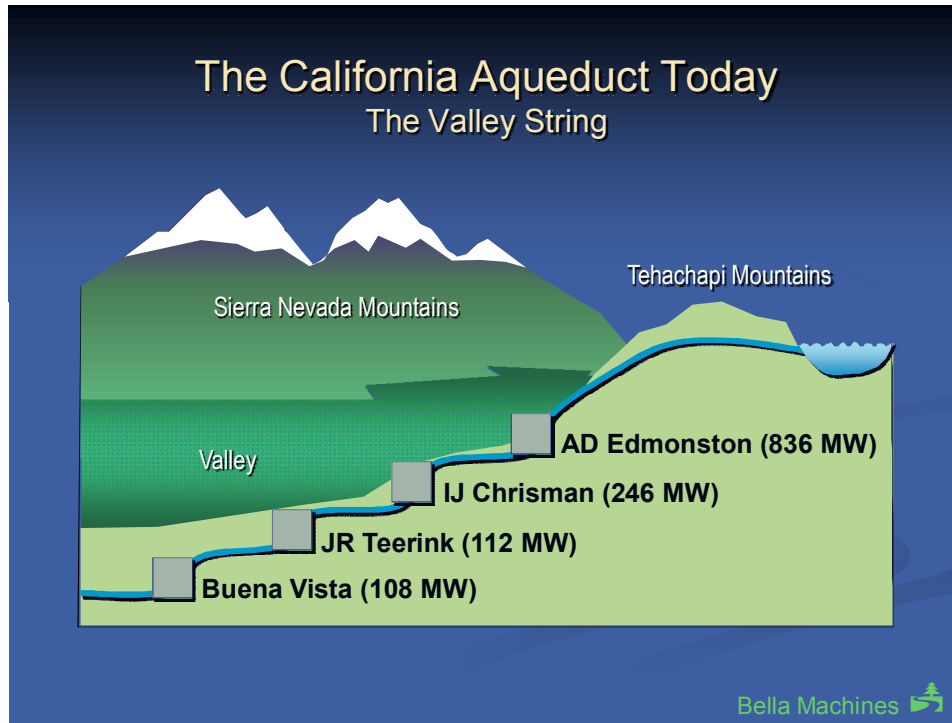 The California Aqueduct Today
The Valley String
Tehachapi Mountains
Sierra Nevada Mountains
AD Edmonston (836 MW)
Valley
IJ Chrisman (246 MW)
JR Teerink (112 MW)
Buena Vista (108 MW)
Bella Machines